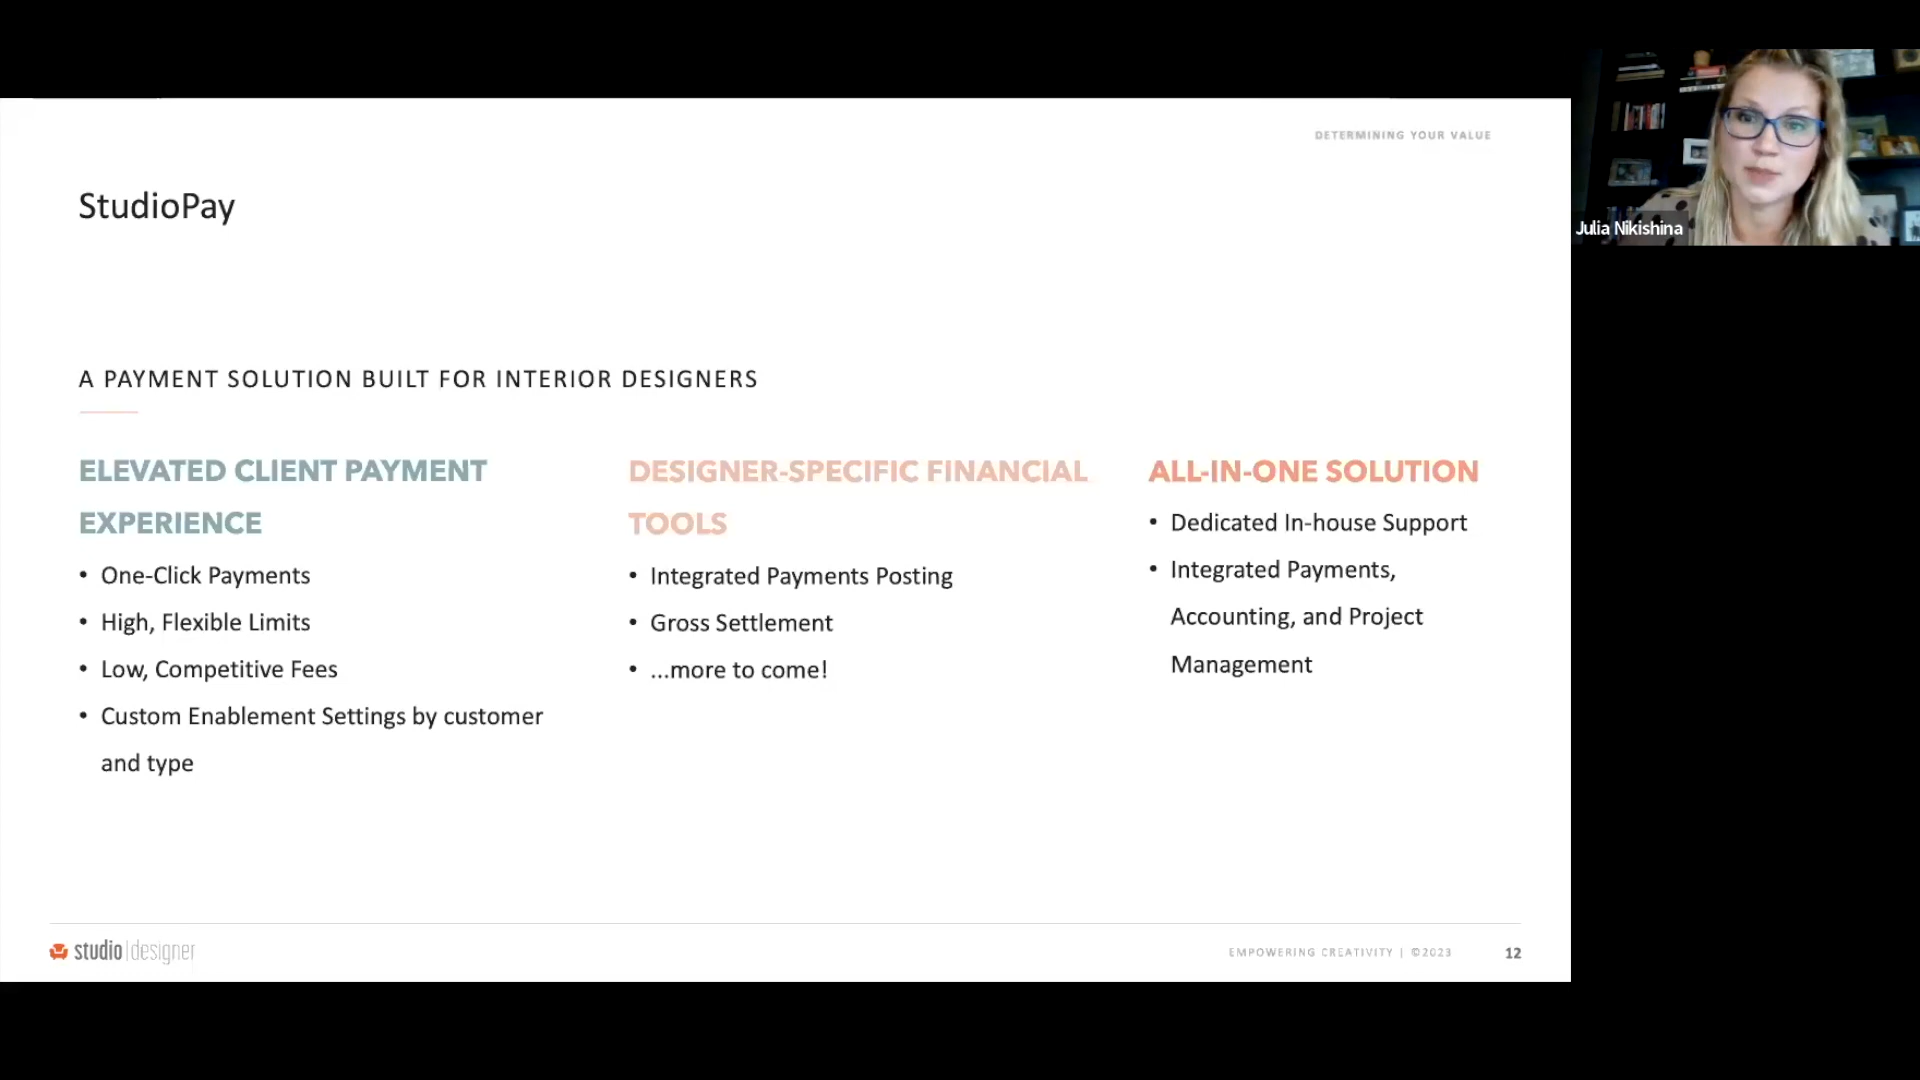 DETERMINING YOUR VALUE
StudioPay
A PAYMENT SOLUTION BUILT FOR INTERIOR DESIGNERS
ELEVATED CLIENT PAYMENT
EXPERIENCE
• One-Click Payments
• High, Flexible Limits
• Low, Competitive Fees
• Custom Enablement Settings by customer
and type
DESIGNER-SPECIFIC FINANCIAL
TOOLS
• Integrated Payments Posting
• Gross Settlement
• ...more to come!
ALL-IN-ONE SOLUTION
• Dedicated In-house Support
• Integrated Payments,
Accounting, and Project
Management
studio|designer
EMPOWERING CREATIVITY | ©2023
12
Julia Nikishina